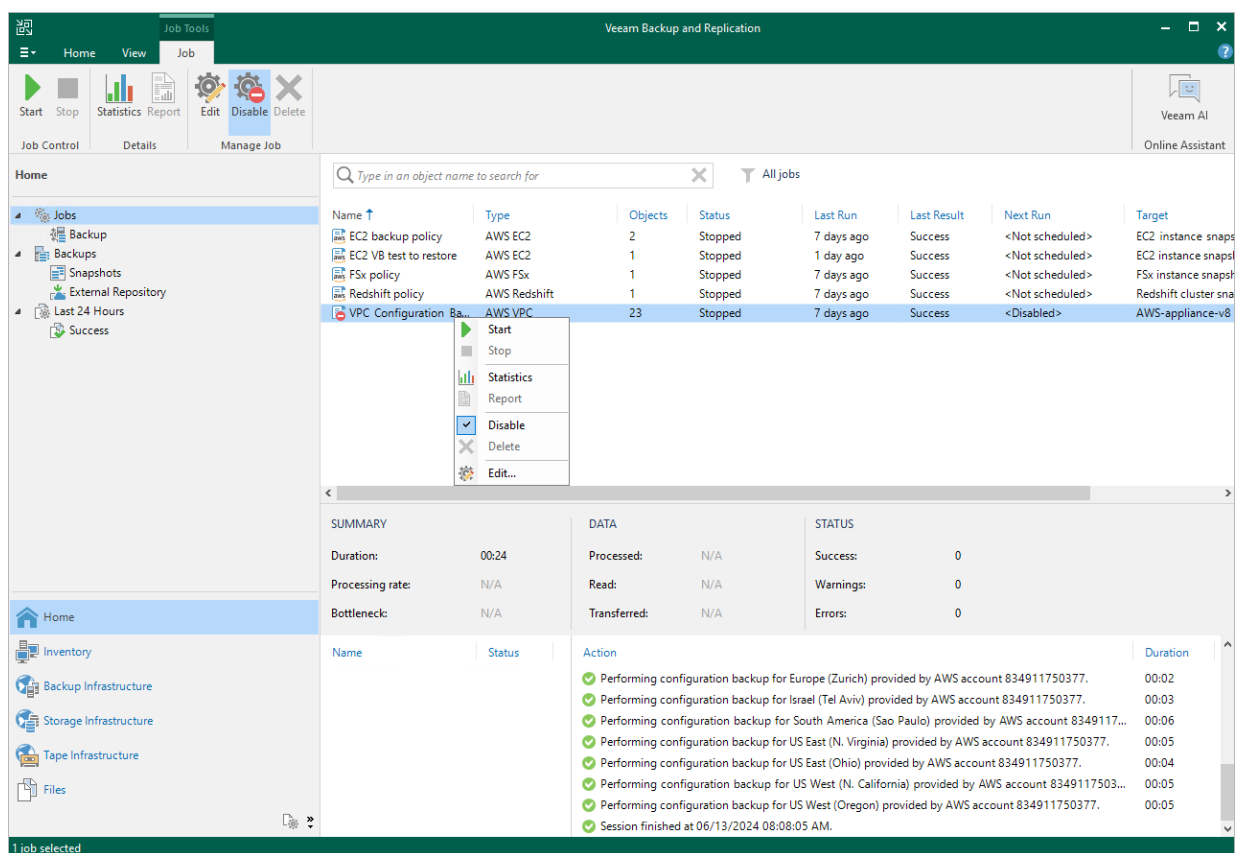 Job Tools
Veeam Backup and Replication
Home View Job
Start Stop Statistics Report Edit Disable Delete
Veeam AI
Job Control Details Manage Job
Online Assistant
Home
Type in an object name to search for
All jobs
Jobs
Backup
Backups
Snapshots
External Repository
Last 24 Hours
Success
Name Type Objects Status Last Run Last Result Next Run Target
EC2 backup policy AWS EC2 2 Stopped 7 days ago Success <Not scheduled> EC2 instance snaps
EC2 VB test to restore AWS EC2 1 Stopped 1 day ago Success <Not scheduled> EC2 instance snaps
FSx policy AWS FSx 1 Stopped 7 days ago Success <Not scheduled> FSx instance snapsh
Redshift policy AWS Redshift 1 Stopped 7 days ago Success <Not scheduled> Redshift cluster sna
VPC Configuration Ba... AWS VPC 23 Stopped 7 days ago Success <Disabled> AWS-appliance-v8
Start
Stop
Statistics
Report
Disable
Delete
Edit...
SUMMARY DATA STATUS
Duration: 00:24 Processed: N/A Success: 0
Processing rate: N/A Read: N/A Warnings: 0
Bottleneck: N/A Transferred: N/A Errors: 0
Home
Inventory
Backup Infrastructure
Storage Infrastructure
Tape Infrastructure
Files
Name Status Action Duration
Performing configuration backup for Europe (Zurich) provided by AWS account 834911750377. 00:02
Performing configuration backup for Israel (Tel Aviv) provided by AWS account 834911750377. 00:03
Performing configuration backup for South America (Sao Paulo) provided by AWS account 8349117... 00:06
Performing configuration backup for US East (N. Virginia) provided by AWS account 834911750377. 00:05
Performing configuration backup for US East (Ohio) provided by AWS account 834911750377. 00:04
Performing configuration backup for US West (N. California) provided by AWS account 8349117503... 00:05
Performing configuration backup for US West (Oregon) provided by AWS account 834911750377. 00:05
Session finished at 06/13/2024 08:08:05 AM.
1 job selected